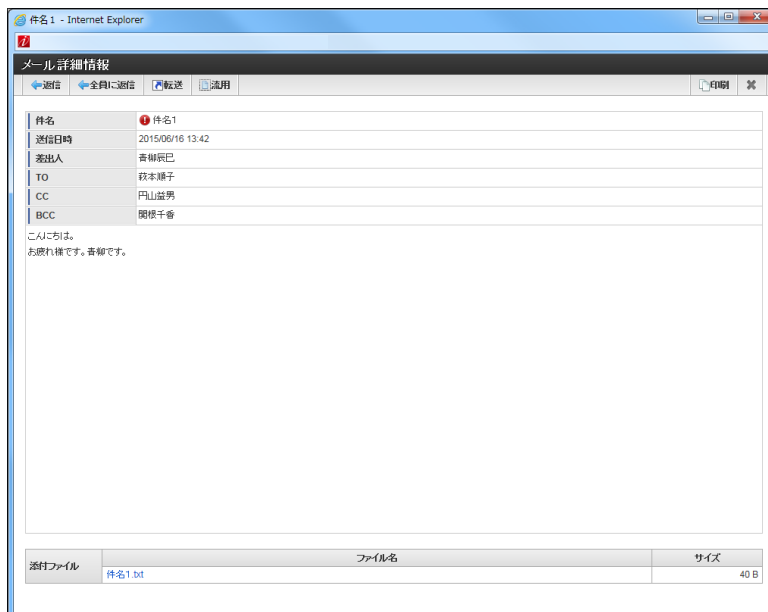 件名1 - Internet Explorer
メール詳細情報
返信 全員に返信 転送 流用 印刷
件名 件名1
送信日時 2015/06/16 13:42
差出人 青柳辰巳
TO 萩本順子
CC 円山益男
BCC 関根千香
こんにちは。
お疲れ様です。青柳です。
添付ファイル ファイル名 サイズ
件名1.txt 40 B